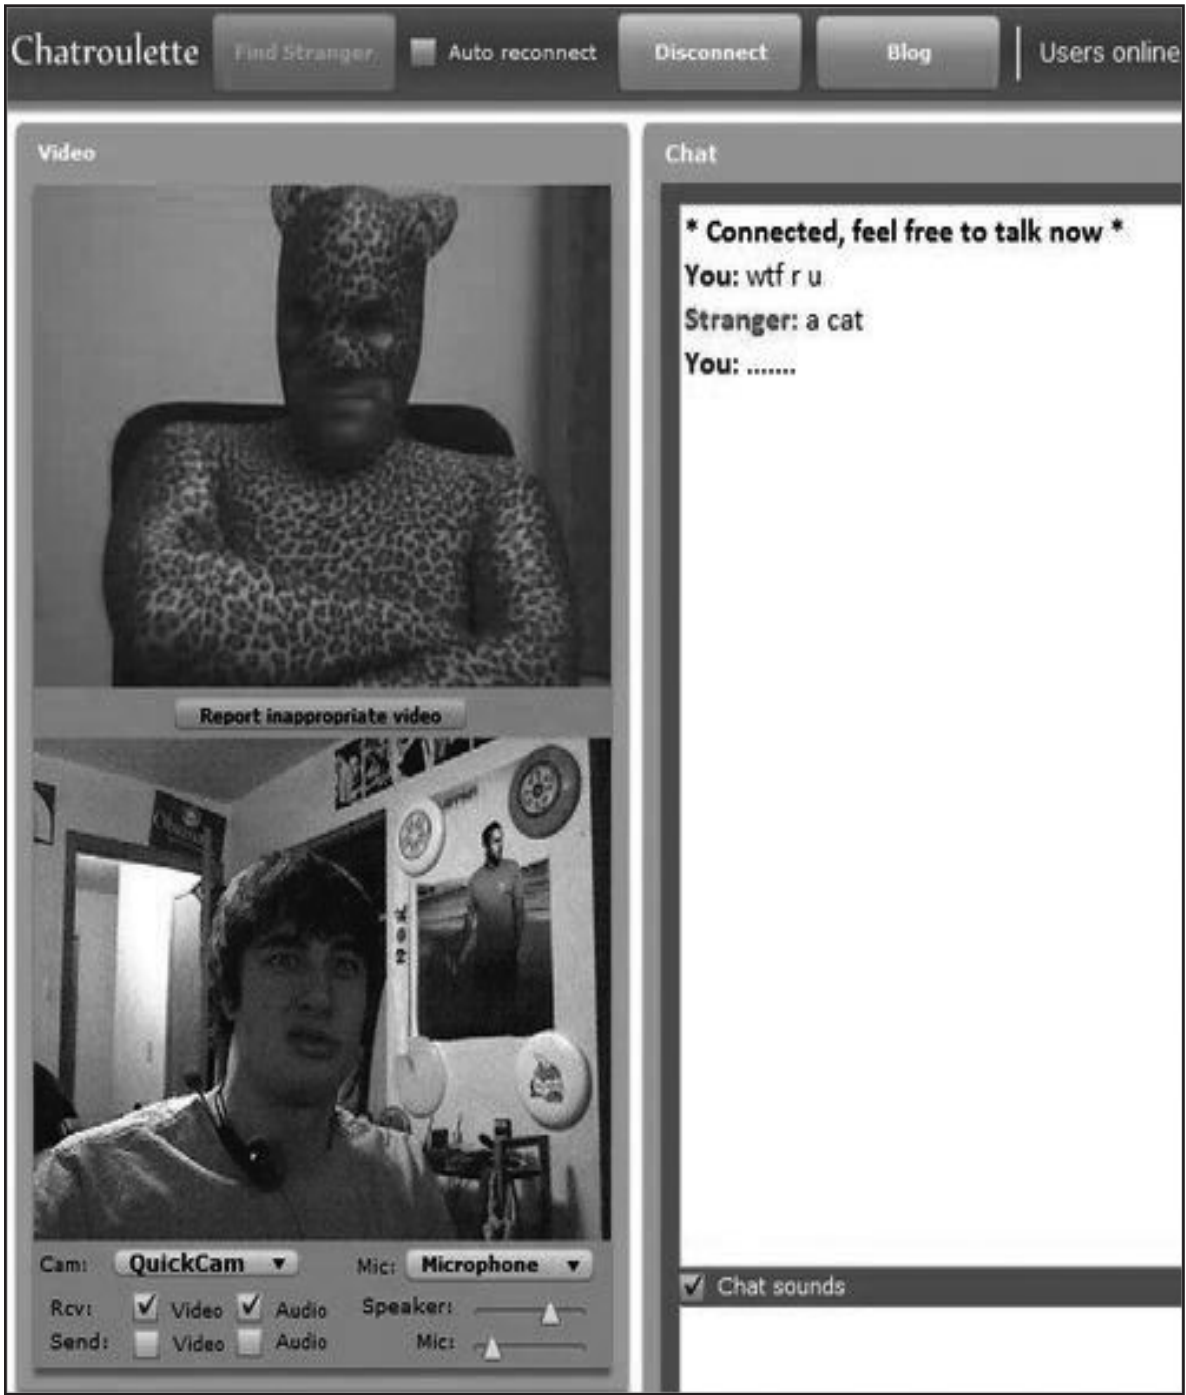 Chatroulette
Find Stranger
Auto reconnect
Disconnect
Blog
Users online
Video
Report inappropriate video
Cam: QuickCam
Mic: Microphone
Rcv: Video Audio
Speaker:
Send: Video Audio
Mic:
Chat
* Connected, feel free to talk now *
You: wtf r u
Stranger: a cat
You: .......
Chat sounds